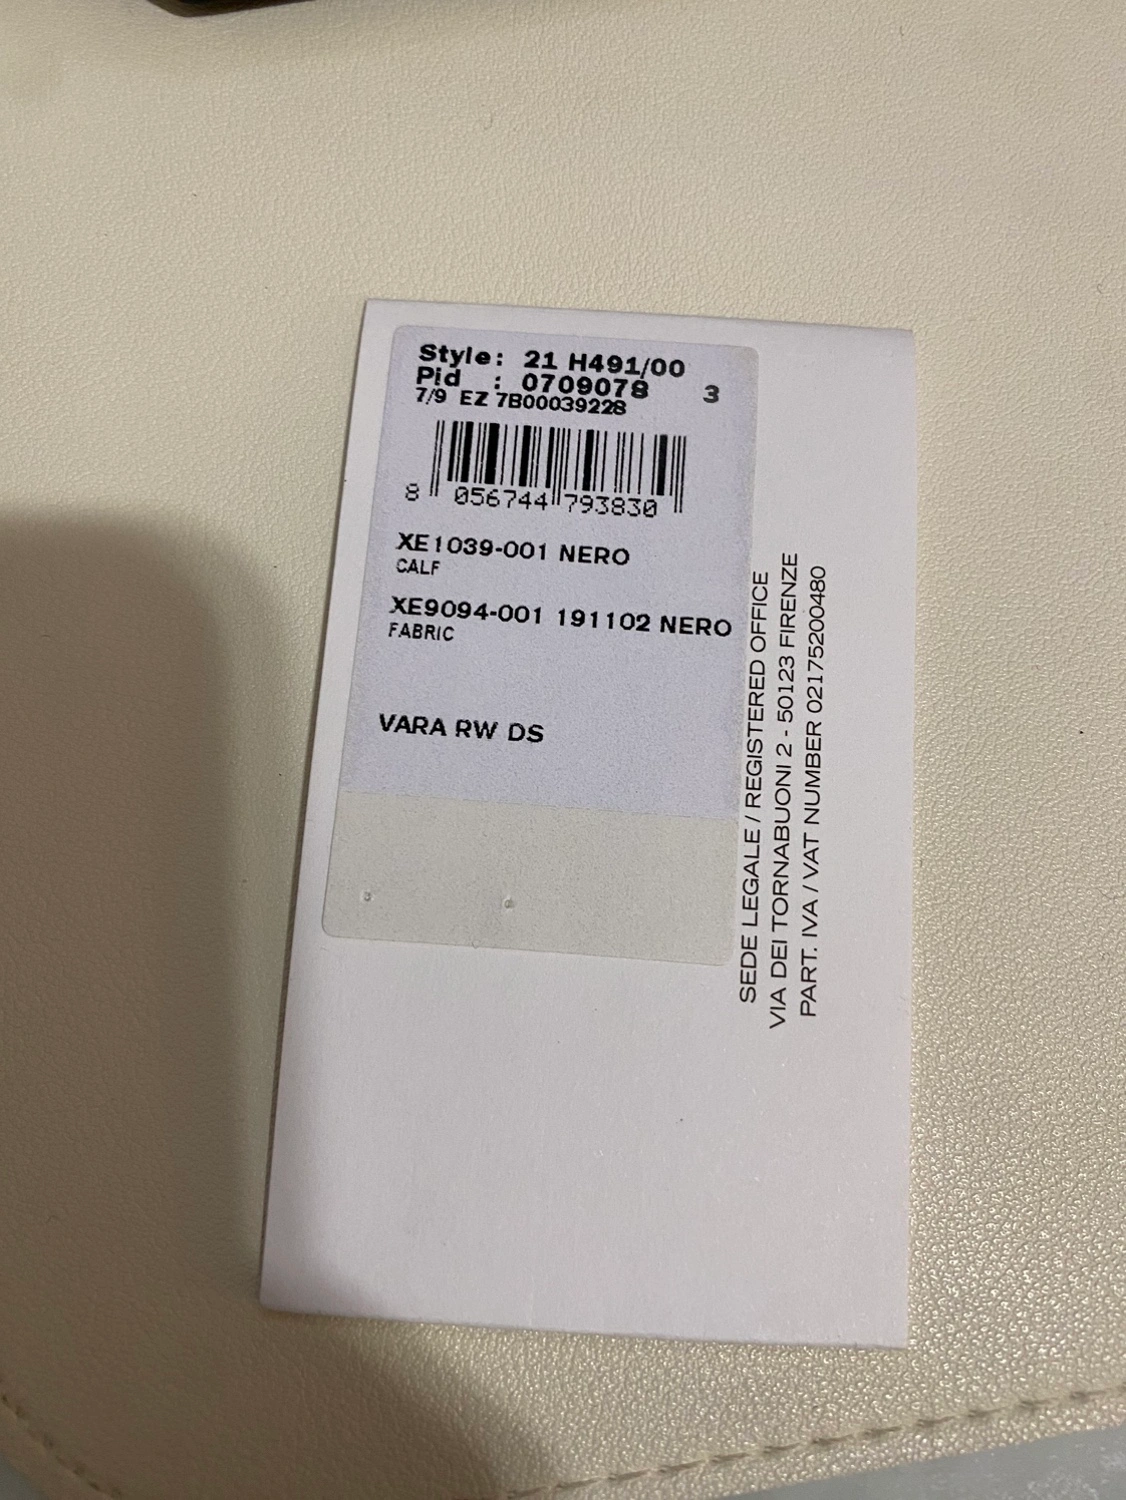 Style: 21 H491/00
Pid : 0709078 3
7/9 EZ 7B00039228
8 056744 793830
XE1039-001 NERO
CALF
XE9094-001 191102 NERO
FABRIC
VARA RW DS
SEDE LEGALE / REGISTERED OFFICE
VIA DEI TORNABUONI 2 - 50123 FIRENZE
PART. IVA / VAT NUMBER 02175200480